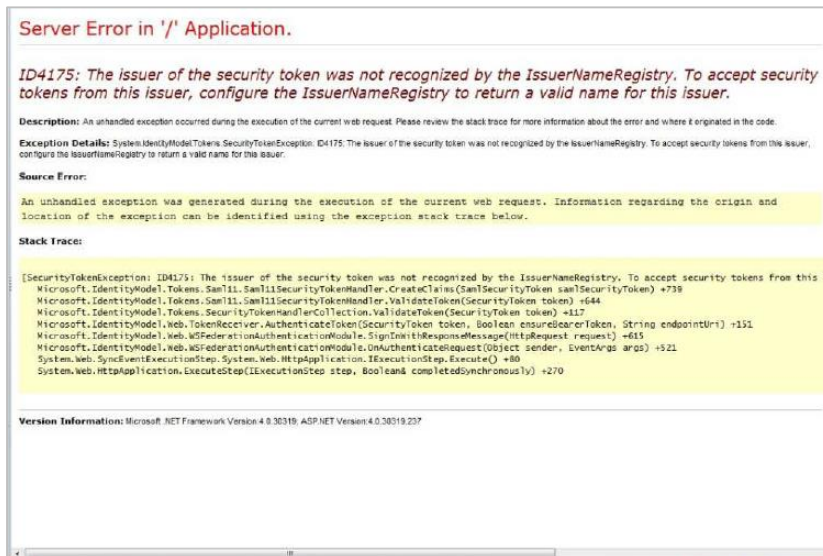 Server Error in '/' Application.
ID4175: The issuer of the security token was not recognized by the IssuerNameRegistry. To accept security
tokens from this issuer, configure the IssuerNameRegistry to return a valid name for this issuer.
Description: An unhandled exception occurred during the execution of the current web request. Please review the stack trace for more information about the error and where it originated in the code.
Exception Details: System.IdentityModel.Tokens.SecurityTokenException: ID4175: The issuer of the security token was not recognized by the IssuerNameRegistry. To accept security tokens from this issuer,
configure the IssuerNameRegistry to return a valid name for this issuer.
Source Error:
An unhandled exception was generated during the execution of the current web request. Information regarding the origin and
location of the exception can be identified using the exception stack trace below.
Stack Trace:
[SecurityTokenException: ID4175: The issuer of the security token was not recognized by the IssuerNameRegistry. To accept security tokens from this
Microsoft.IdentityModel.Tokens.Saml11.Saml11SecurityTokenHandler.CreateClaims(SamlSecurityToken samlSecurityToken) +739
Microsoft.IdentityModel.Tokens.Saml11.Saml11SecurityTokenHandler.ValidateToken(SecurityToken token) +644
Microsoft.IdentityModel.Tokens.SecurityTokenHandlerCollection.ValidateToken(SecurityToken token) +117
Microsoft.IdentityModel.Web.TokenReceiver.AuthenticateToken(SecurityToken token, Boolean ensureBearerToken, String endpointUri) +151
Microsoft.IdentityModel.Web.WSFederationAuthenticationModule.SignInWithResponseMessage(HttpRequest request) +615
Microsoft.IdentityModel.Web.WSFederationAuthenticationModule.OnAuthenticateRequest(Object sender, EventArgs args) +521
System.Web.SyncEventExecutionStep.System.Web.HttpApplication.IExecutionStep.Execute() +80
System.Web.HttpApplication.ExecuteStep(IExecutionStep step, Boolean& completedSynchronously) +270
Version Information: Microsoft .NET Framework Version:4.0.30319; ASP.NET Version:4.0.30319.237